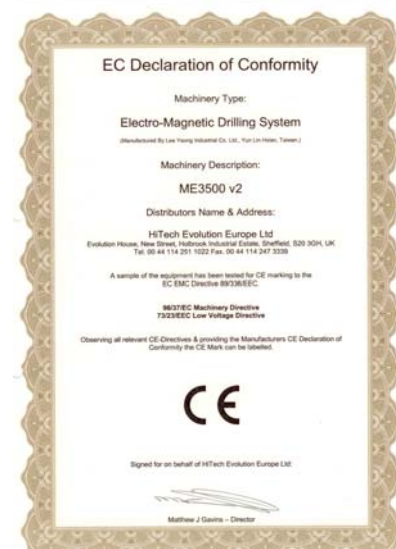 EC Declaration of Conformity
Machinery Type:
Electro-Magnetic Drilling System
(Manufactured By Lee Yeong Industrial Co. Ltd., Yun Lin Hsien, Taiwan.)
Machinery Description:
ME3500 v2
Distributors Name & Address:
HiTech Evolution Europe Ltd
Evolution House, New Street, Holbrook Industrial Estate, Sheffield, S20 3GH, UK
Tel. 00 44 114 251 1022 Fax. 00 44 114 247 3339
A sample of the equipment has been tested for CE marking to the
EC EMC Directive 89/336/EEC.
98/37/EC Machinery Directive
73/23/EEC Low Voltage Directive
Observing all relevant CE-Directives & providing the Manufacturers CE Declaration of
Conformity the CE Mark can be labelled.
CE
Signed for on behalf of HiTech Evolution Europe Ltd:
Matthew J Gavins – Director